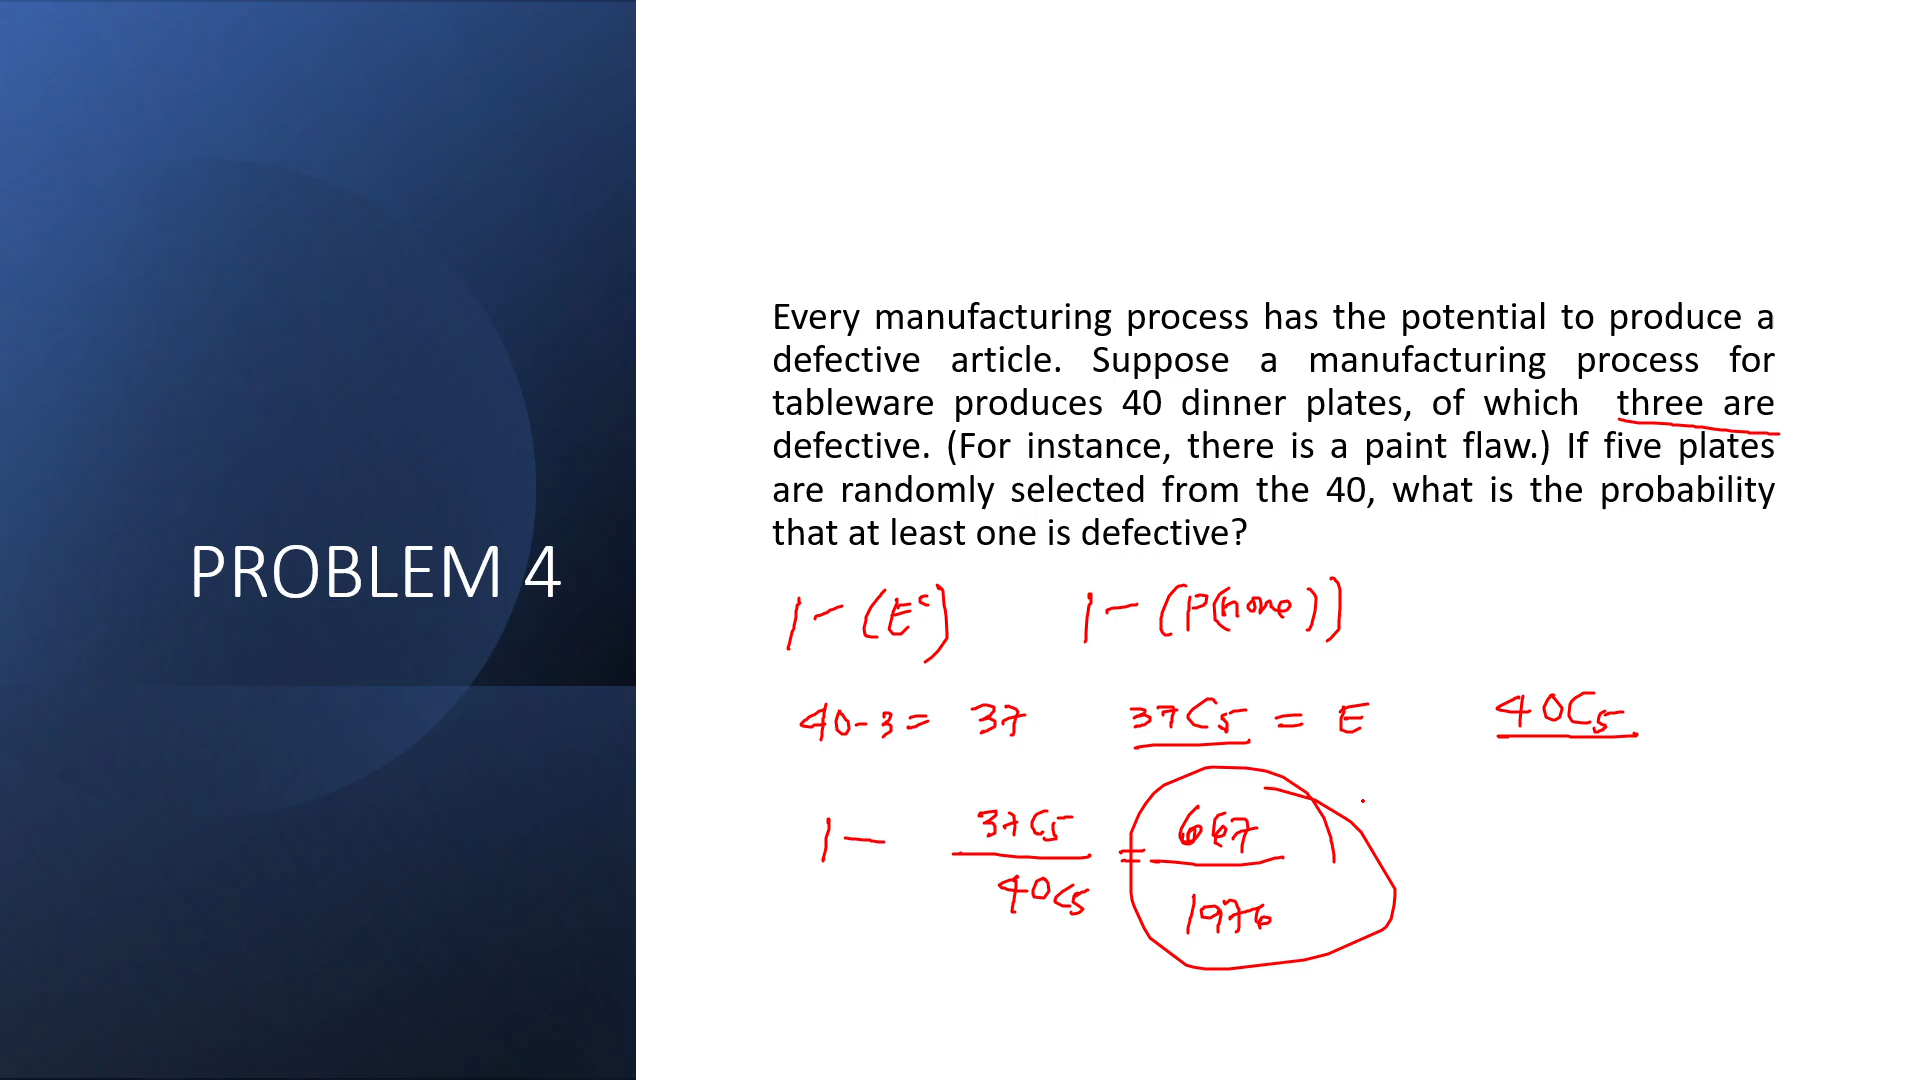 PROBLEM 4
Every manufacturing process has the potential to produce a
defective article. Suppose a manufacturing process for
tableware produces 40 dinner plates, of which three are
defective. (For instance, there is a paint flaw.) If five plates
are randomly selected from the 40, what is the probability
that at least one is defective?
1 - (E^c) 1 - (P(none))
40 - 3 = 37 37C5 = E 40C5
1 - 37C5 / 40C5 = 667 / 1976